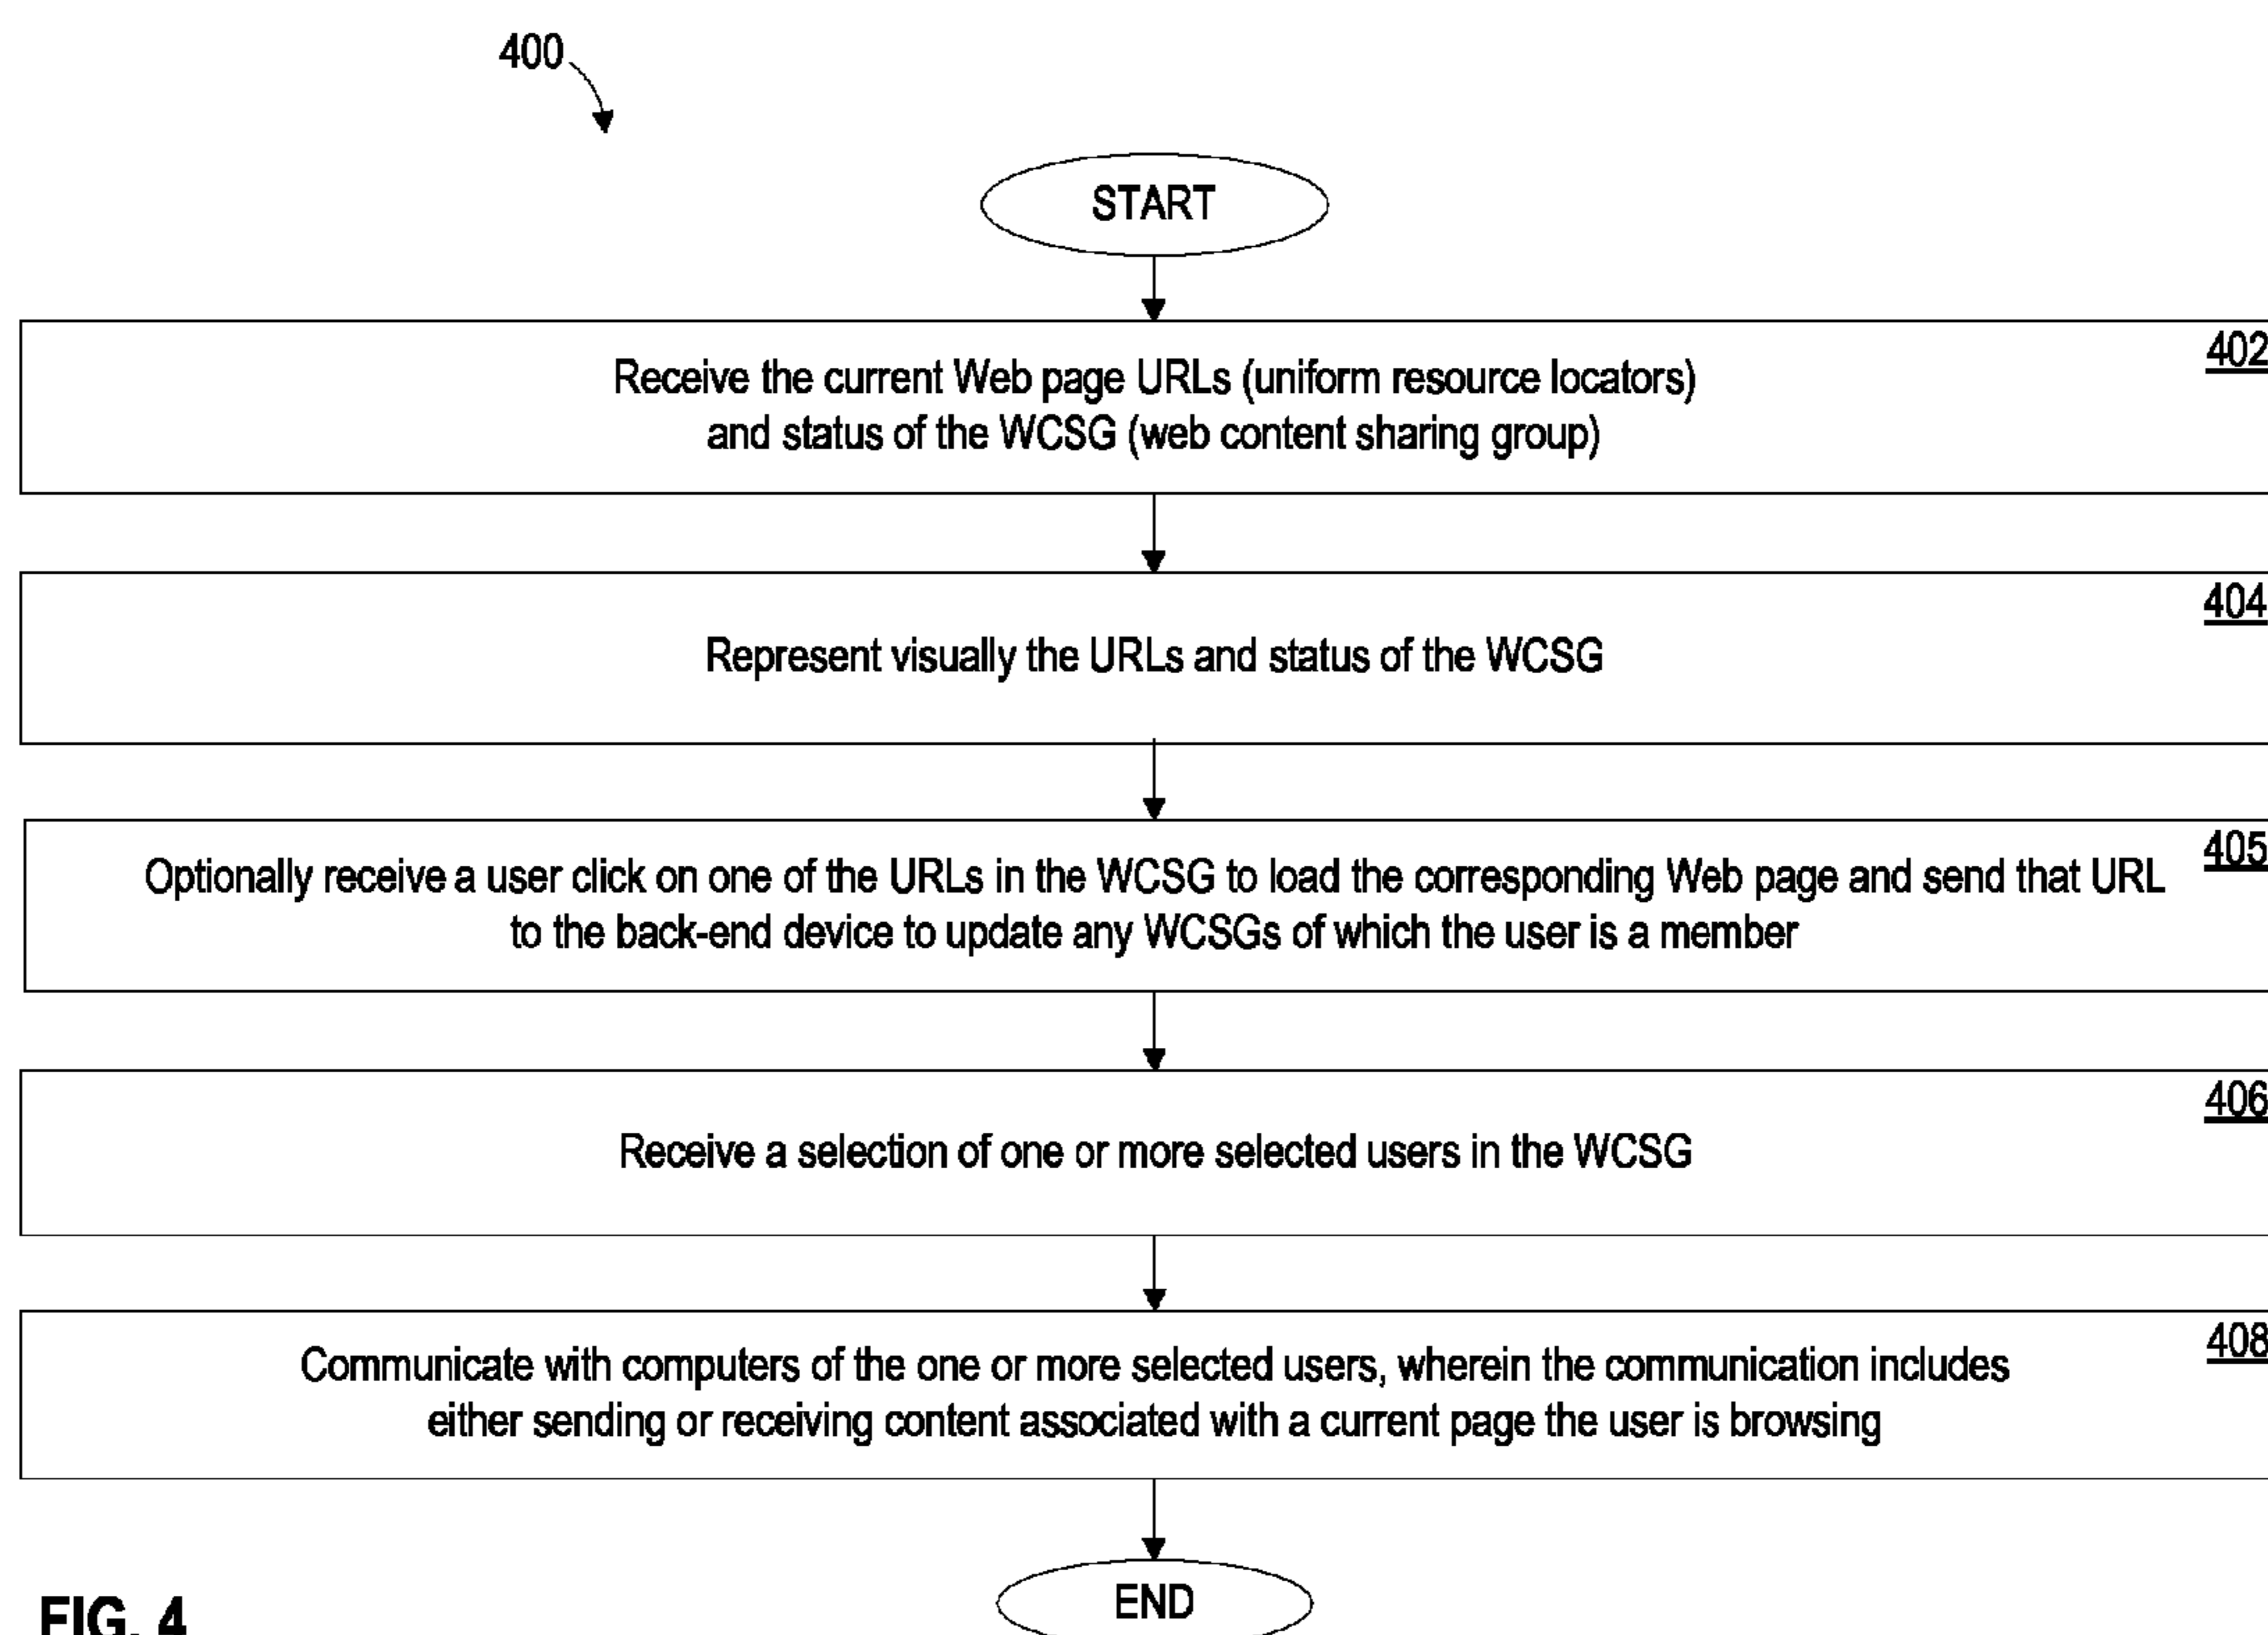 400
START
402
Receive the current Web page URLs (uniform resource locators)
and status of the WCSG (web content sharing group)
404
Represent visually the URLs and status of the WCSG
405
Optionally receive a user click on one of the URLs in the WCSG to load the corresponding Web page and send that URL
to the back-end device to update any WCSGs of which the user is a member
406
Receive a selection of one or more selected users in the WCSG
408
Communicate with computers of the one or more selected users, wherein the communication includes
either sending or receiving content associated with a current page the user is browsing
END
FIG. 4